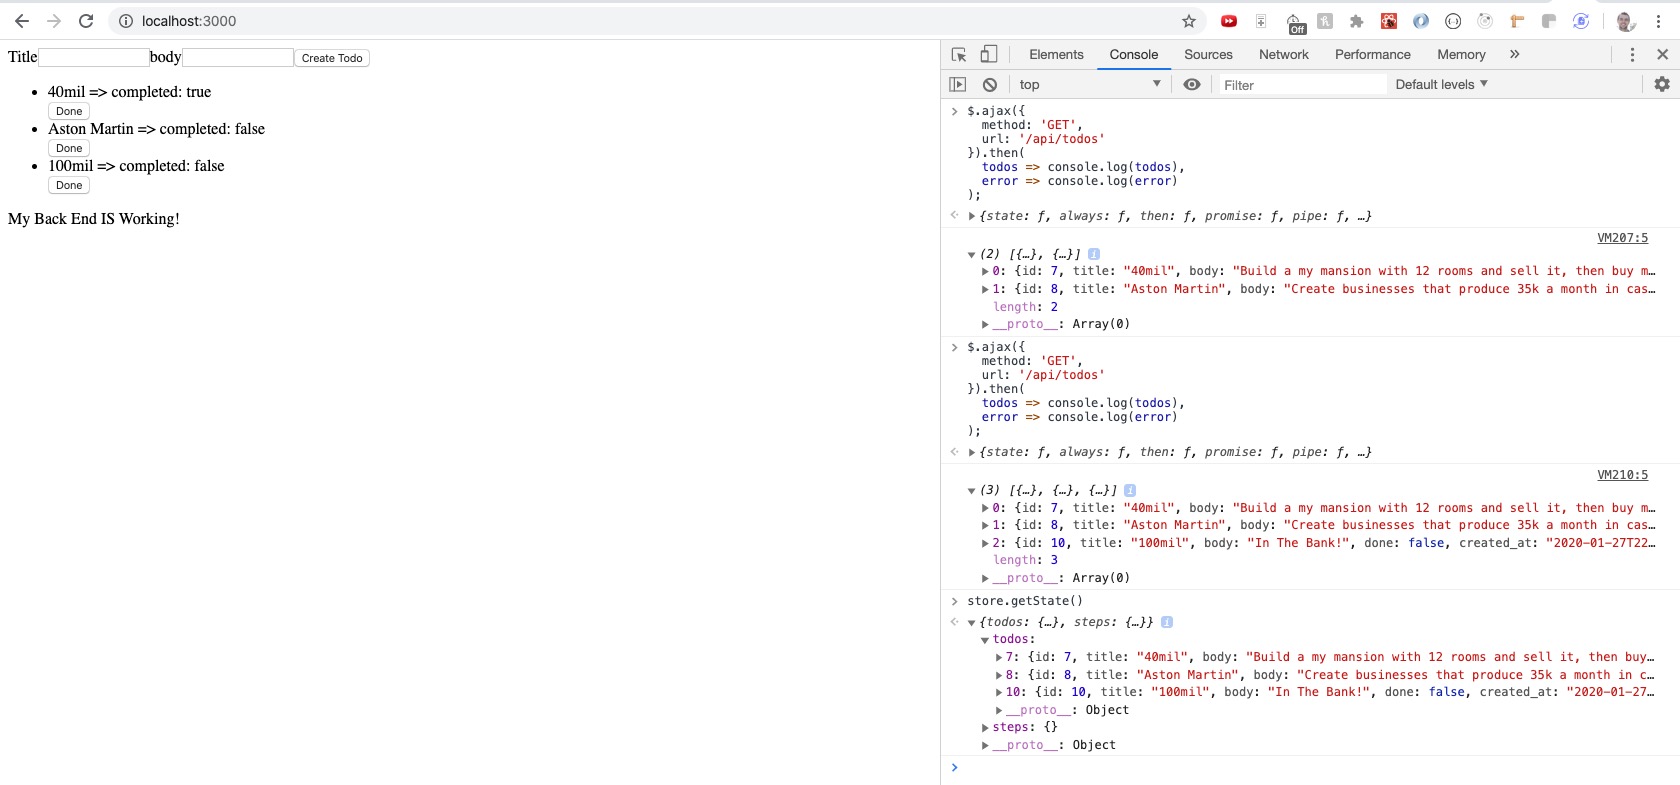 localhost:3000
Off
Title body Create Todo
40mil => completed: true
Done
Aston Martin => completed: false
Done
100mil => completed: false
Done
My Back End IS Working!
Elements Console Sources Network Performance Memory »
top Filter Default levels
$.ajax({
method: 'GET',
url: '/api/todos'
}).then(
todos => console.log(todos),
error => console.log(error)
);
{state: ƒ, always: ƒ, then: ƒ, promise: ƒ, pipe: ƒ, …}
VM207:5
(2) [{…}, {…}] i
0: {id: 7, title: "40mil", body: "Build a my mansion with 12 rooms and sell it, then buy m…
1: {id: 8, title: "Aston Martin", body: "Create businesses that produce 35k a month in cas…
length: 2
__proto__: Array(0)
$.ajax({
method: 'GET',
url: '/api/todos'
}).then(
todos => console.log(todos),
error => console.log(error)
);
{state: ƒ, always: ƒ, then: ƒ, promise: ƒ, pipe: ƒ, …}
VM210:5
(3) [{…}, {…}, {…}] i
0: {id: 7, title: "40mil", body: "Build a my mansion with 12 rooms and sell it, then buy m…
1: {id: 8, title: "Aston Martin", body: "Create businesses that produce 35k a month in cas…
2: {id: 10, title: "100mil", body: "In The Bank!", done: false, created_at: "2020-01-27T22…
length: 3
__proto__: Array(0)
store.getState()
{todos: {…}, steps: {…}} i
todos:
7: {id: 7, title: "40mil", body: "Build a my mansion with 12 rooms and sell it, then buy…
8: {id: 8, title: "Aston Martin", body: "Create businesses that produce 35k a month in c…
10: {id: 10, title: "100mil", body: "In The Bank!", done: false, created_at: "2020-01-27…
__proto__: Object
steps: {}
__proto__: Object